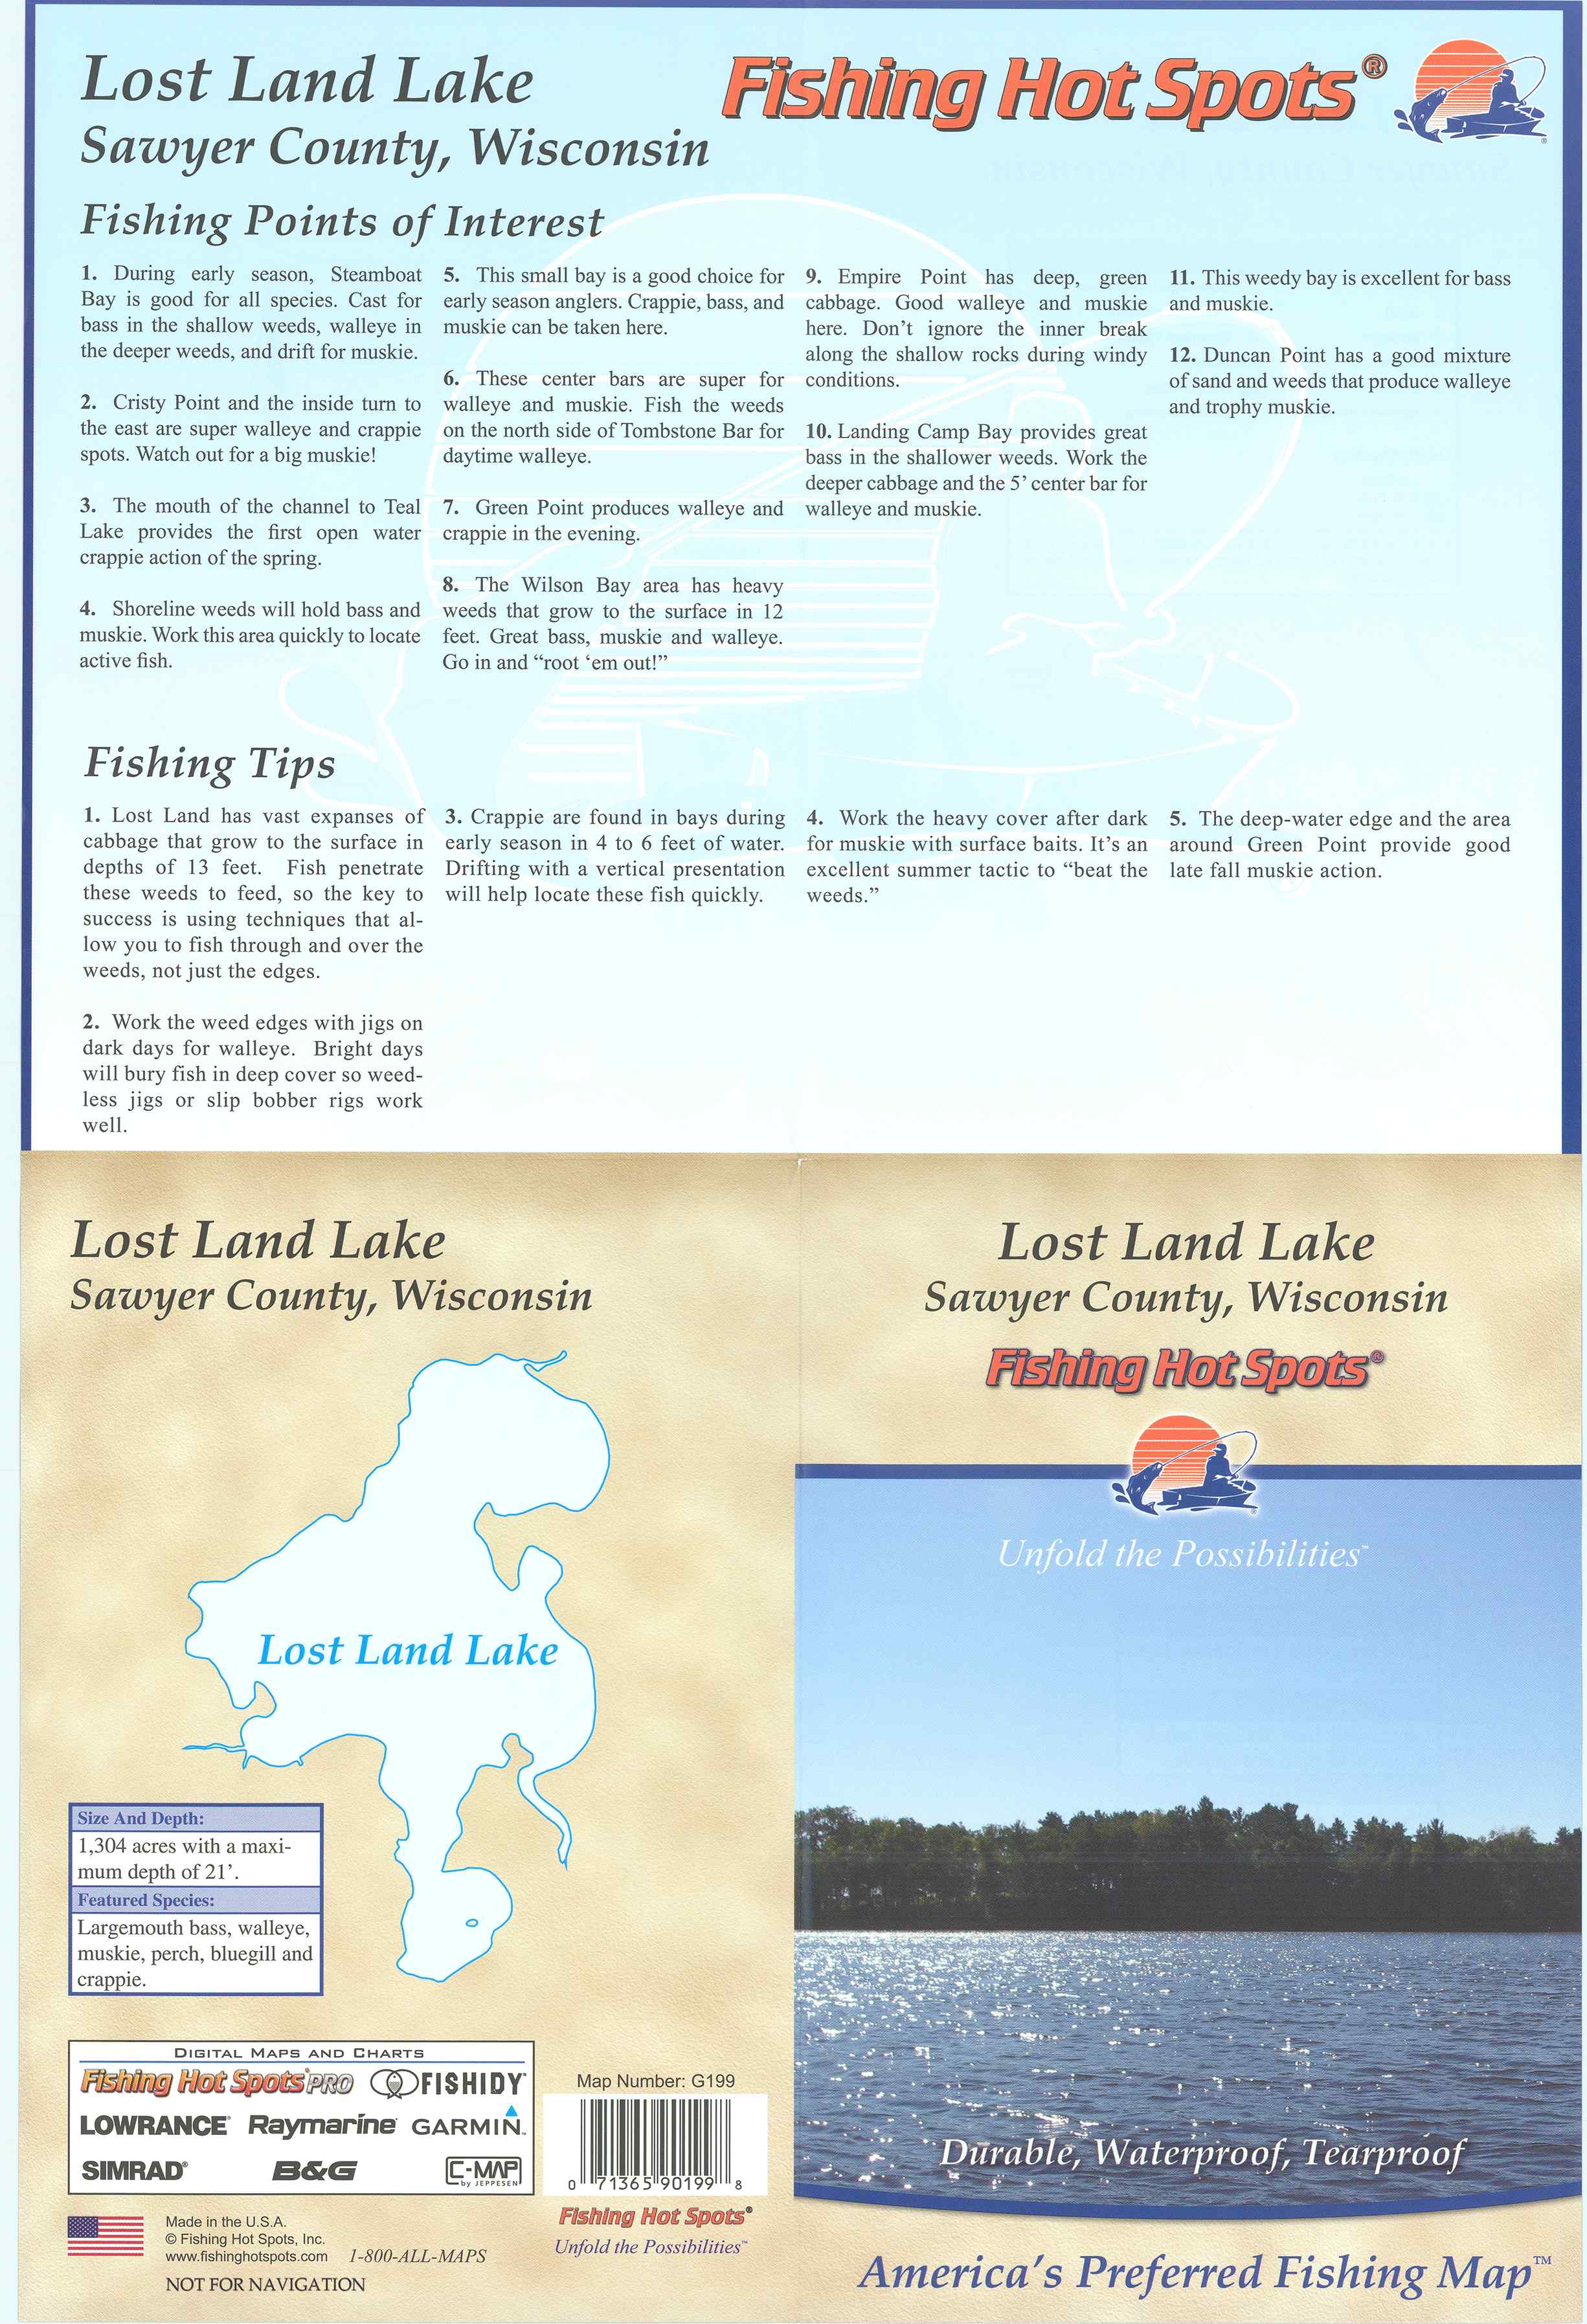 Lost Land Lake
Sawyer County, Wisconsin
Fishing Hot Spots®
Fishing Points of Interest
1. During early season, Steamboat
Bay is good for all species. Cast for
bass in the shallow weeds, walleye in
the deeper weeds, and drift for muskie.
2. Cristy Point and the inside turn to
the east are super walleye and crappie
spots. Watch out for a big muskie!
3. The mouth of the channel to Teal
Lake provides the first open water
crappie action of the spring.
4. Shoreline weeds will hold bass and
muskie. Work this area quickly to locate
active fish.
5. This small bay is a good choice for
early season anglers. Crappie, bass, and
muskie can be taken here.
6. These center bars are super for
walleye and muskie. Fish the weeds
on the north side of Tombstone Bar for
daytime walleye.
7. Green Point produces walleye and
crappie in the evening.
8. The Wilson Bay area has heavy
weeds that grow to the surface in 12
feet. Great bass, muskie and walleye.
Go in and “root ‘em out!”
9. Empire Point has deep, green
cabbage. Good walleye and muskie
here. Don’t ignore the inner break
along the shallow rocks during windy
conditions.
10. Landing Camp Bay provides great
bass in the shallower weeds. Work the
deeper cabbage and the 5’ center bar for
walleye and muskie.
11. This weedy bay is excellent for bass
and muskie.
12. Duncan Point has a good mixture
of sand and weeds that produce walleye
and trophy muskie.
Fishing Tips
1. Lost Land has vast expanses of
cabbage that grow to the surface in
depths of 13 feet. Fish penetrate
these weeds to feed, so the key to
success is using techniques that al-
low you to fish through and over the
weeds, not just the edges.
2. Work the weed edges with jigs on
dark days for walleye. Bright days
will bury fish in deep cover so weed-
less jigs or slip bobber rigs work
well.
3. Crappie are found in bays during
early season in 4 to 6 feet of water.
Drifting with a vertical presentation
will help locate these fish quickly.
4. Work the heavy cover after dark
for muskie with surface baits. It’s an
excellent summer tactic to “beat the
weeds.”
5. The deep-water edge and the area
around Green Point provide good
late fall muskie action.
Lost Land Lake
Sawyer County, Wisconsin
Lost Land Lake
Size And Depth:
1,304 acres with a maxi-
mum depth of 21’.
Featured Species:
Largemouth bass, walleye,
muskie, perch, bluegill and
crappie.
Digital Maps and Charts
Fishing Hot Spots® PRO FISHIDY™
LOWRANCE® Raymarine GARMIN™
SIMRAD® B&G C-MAP
by JEPPESEN
Map Number: G199
0 71365 90199 8
Fishing Hot Spots®
Unfold the Possibilities™
Made in the U.S.A.
© Fishing Hot Spots, Inc.
www.fishinghotspots.com 1-800-ALL-MAPS
NOT FOR NAVIGATION
Lost Land Lake
Sawyer County, Wisconsin
Fishing Hot Spots®
Unfold the Possibilities™
Durable, Waterproof, Tearproof
America’s Preferred Fishing Map™